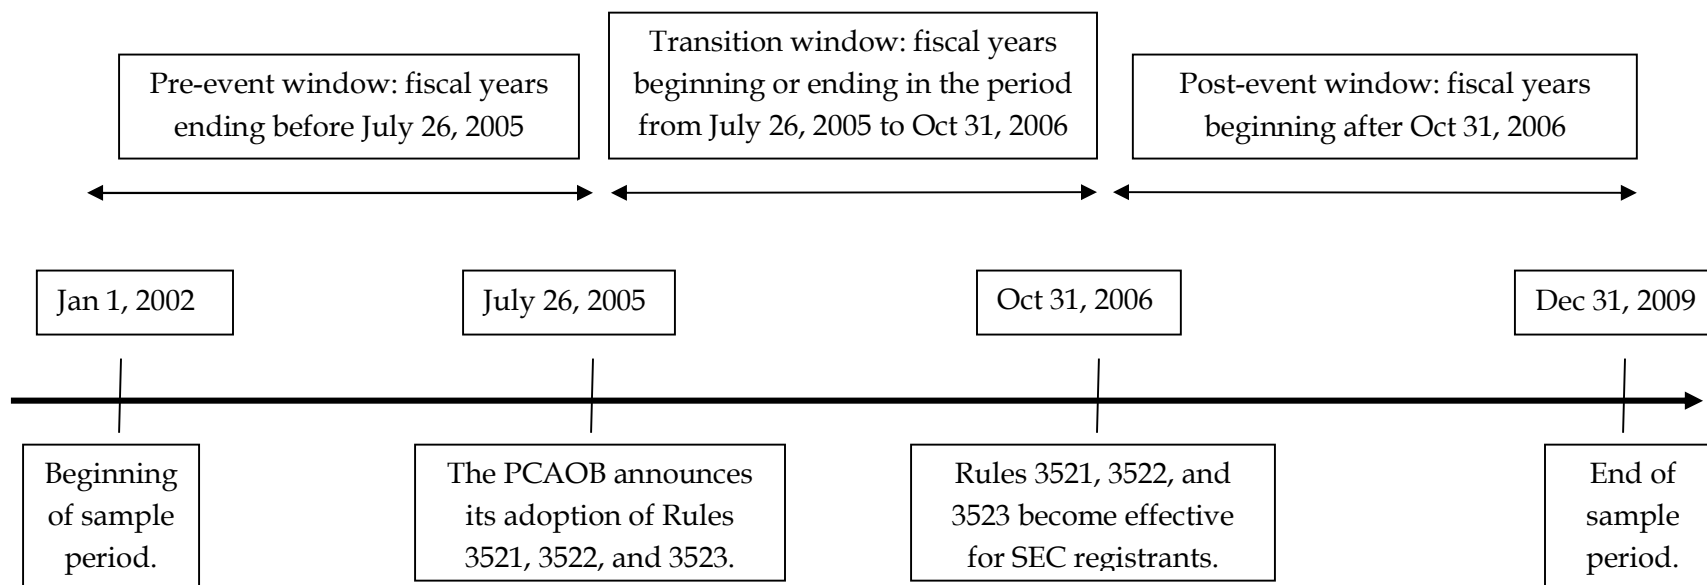 Pre-event window: fiscal years
ending before July 26, 2005
Transition window: fiscal years
beginning or ending in the period
from July 26, 2005 to Oct 31, 2006
Post-event window: fiscal years
beginning after Oct 31, 2006
Jan 1, 2002
July 26, 2005
Oct 31, 2006
Dec 31, 2009
Beginning
of sample
period.
The PCAOB announces
its adoption of Rules
3521, 3522, and 3523.
Rules 3521, 3522, and
3523 become effective
for SEC registrants.
End of
sample
period.